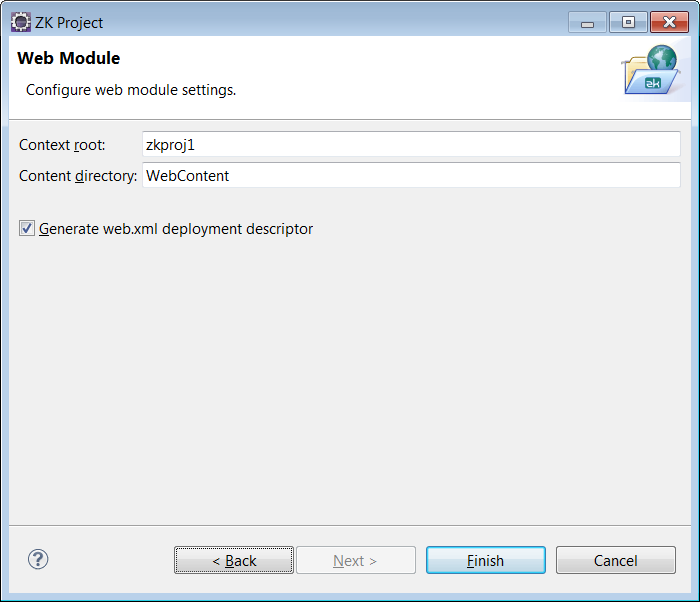 ZK Project
Web Module
Configure web module settings.
zk
Context root: zkproj1
Content directory: WebContent
Generate web.xml deployment descriptor
? < Back Next > Finish Cancel